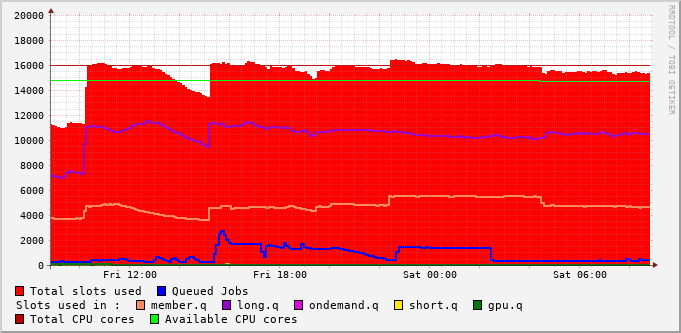 20000
18000
16000
14000
12000
10000
8000
6000
4000
2000
0
Fri 12:00 Fri 18:00 Sat 00:00 Sat 06:00
RRDTOOL / TOBI OETIKER
Total slots used Queued Jobs
Slots used in : member.q long.q ondemand.q short.q gpu.q
Total CPU cores Available CPU cores